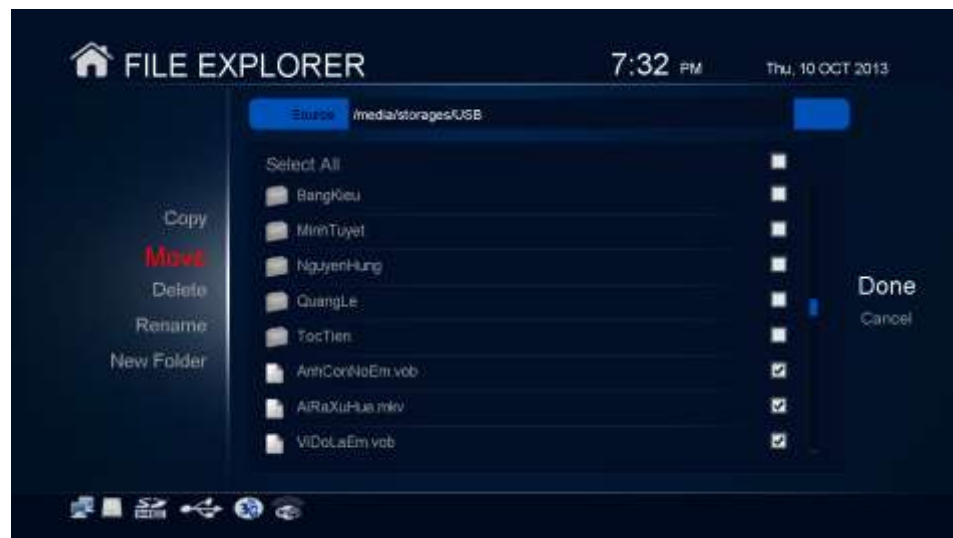 FILE EXPLORER
7:32 PM
Thu, 10 OCT 2013
Source /media/storages/USB
Select All
BangKieu
MinhTuyet
NguyenHung
QuangLe
TocTien
AnhConNoEm.vob
AiRaXuHue.mkv
ViDoLaEm.vob
Copy
Move
Delete
Rename
New Folder
Done
Cancel
3G